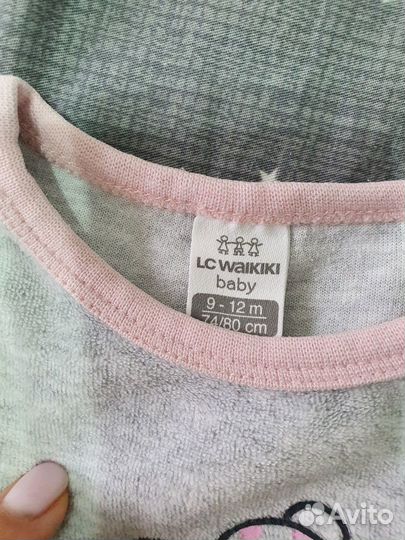 LC WAIKIKI
baby
9 - 12 m
74/80 cm
Avito